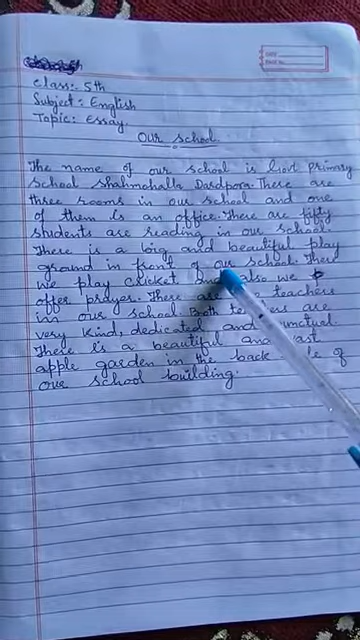 Class:- 5th
Subject: English
Topic: Essay.
Our School
The name of our school is Govt Primary
School Shahmohalla Dardpora. There are
three rooms in our school and one
of them is an office. There are fifty
students are reading in our school.
There is a big and beautiful play
ground in front of our school. There
we play cricket and also we
offer prayer. There are teachers
in our school. Both teachers are
very kind, dedicated and punctual
There is a beautiful and vast
apple garden in the back of
our school building.